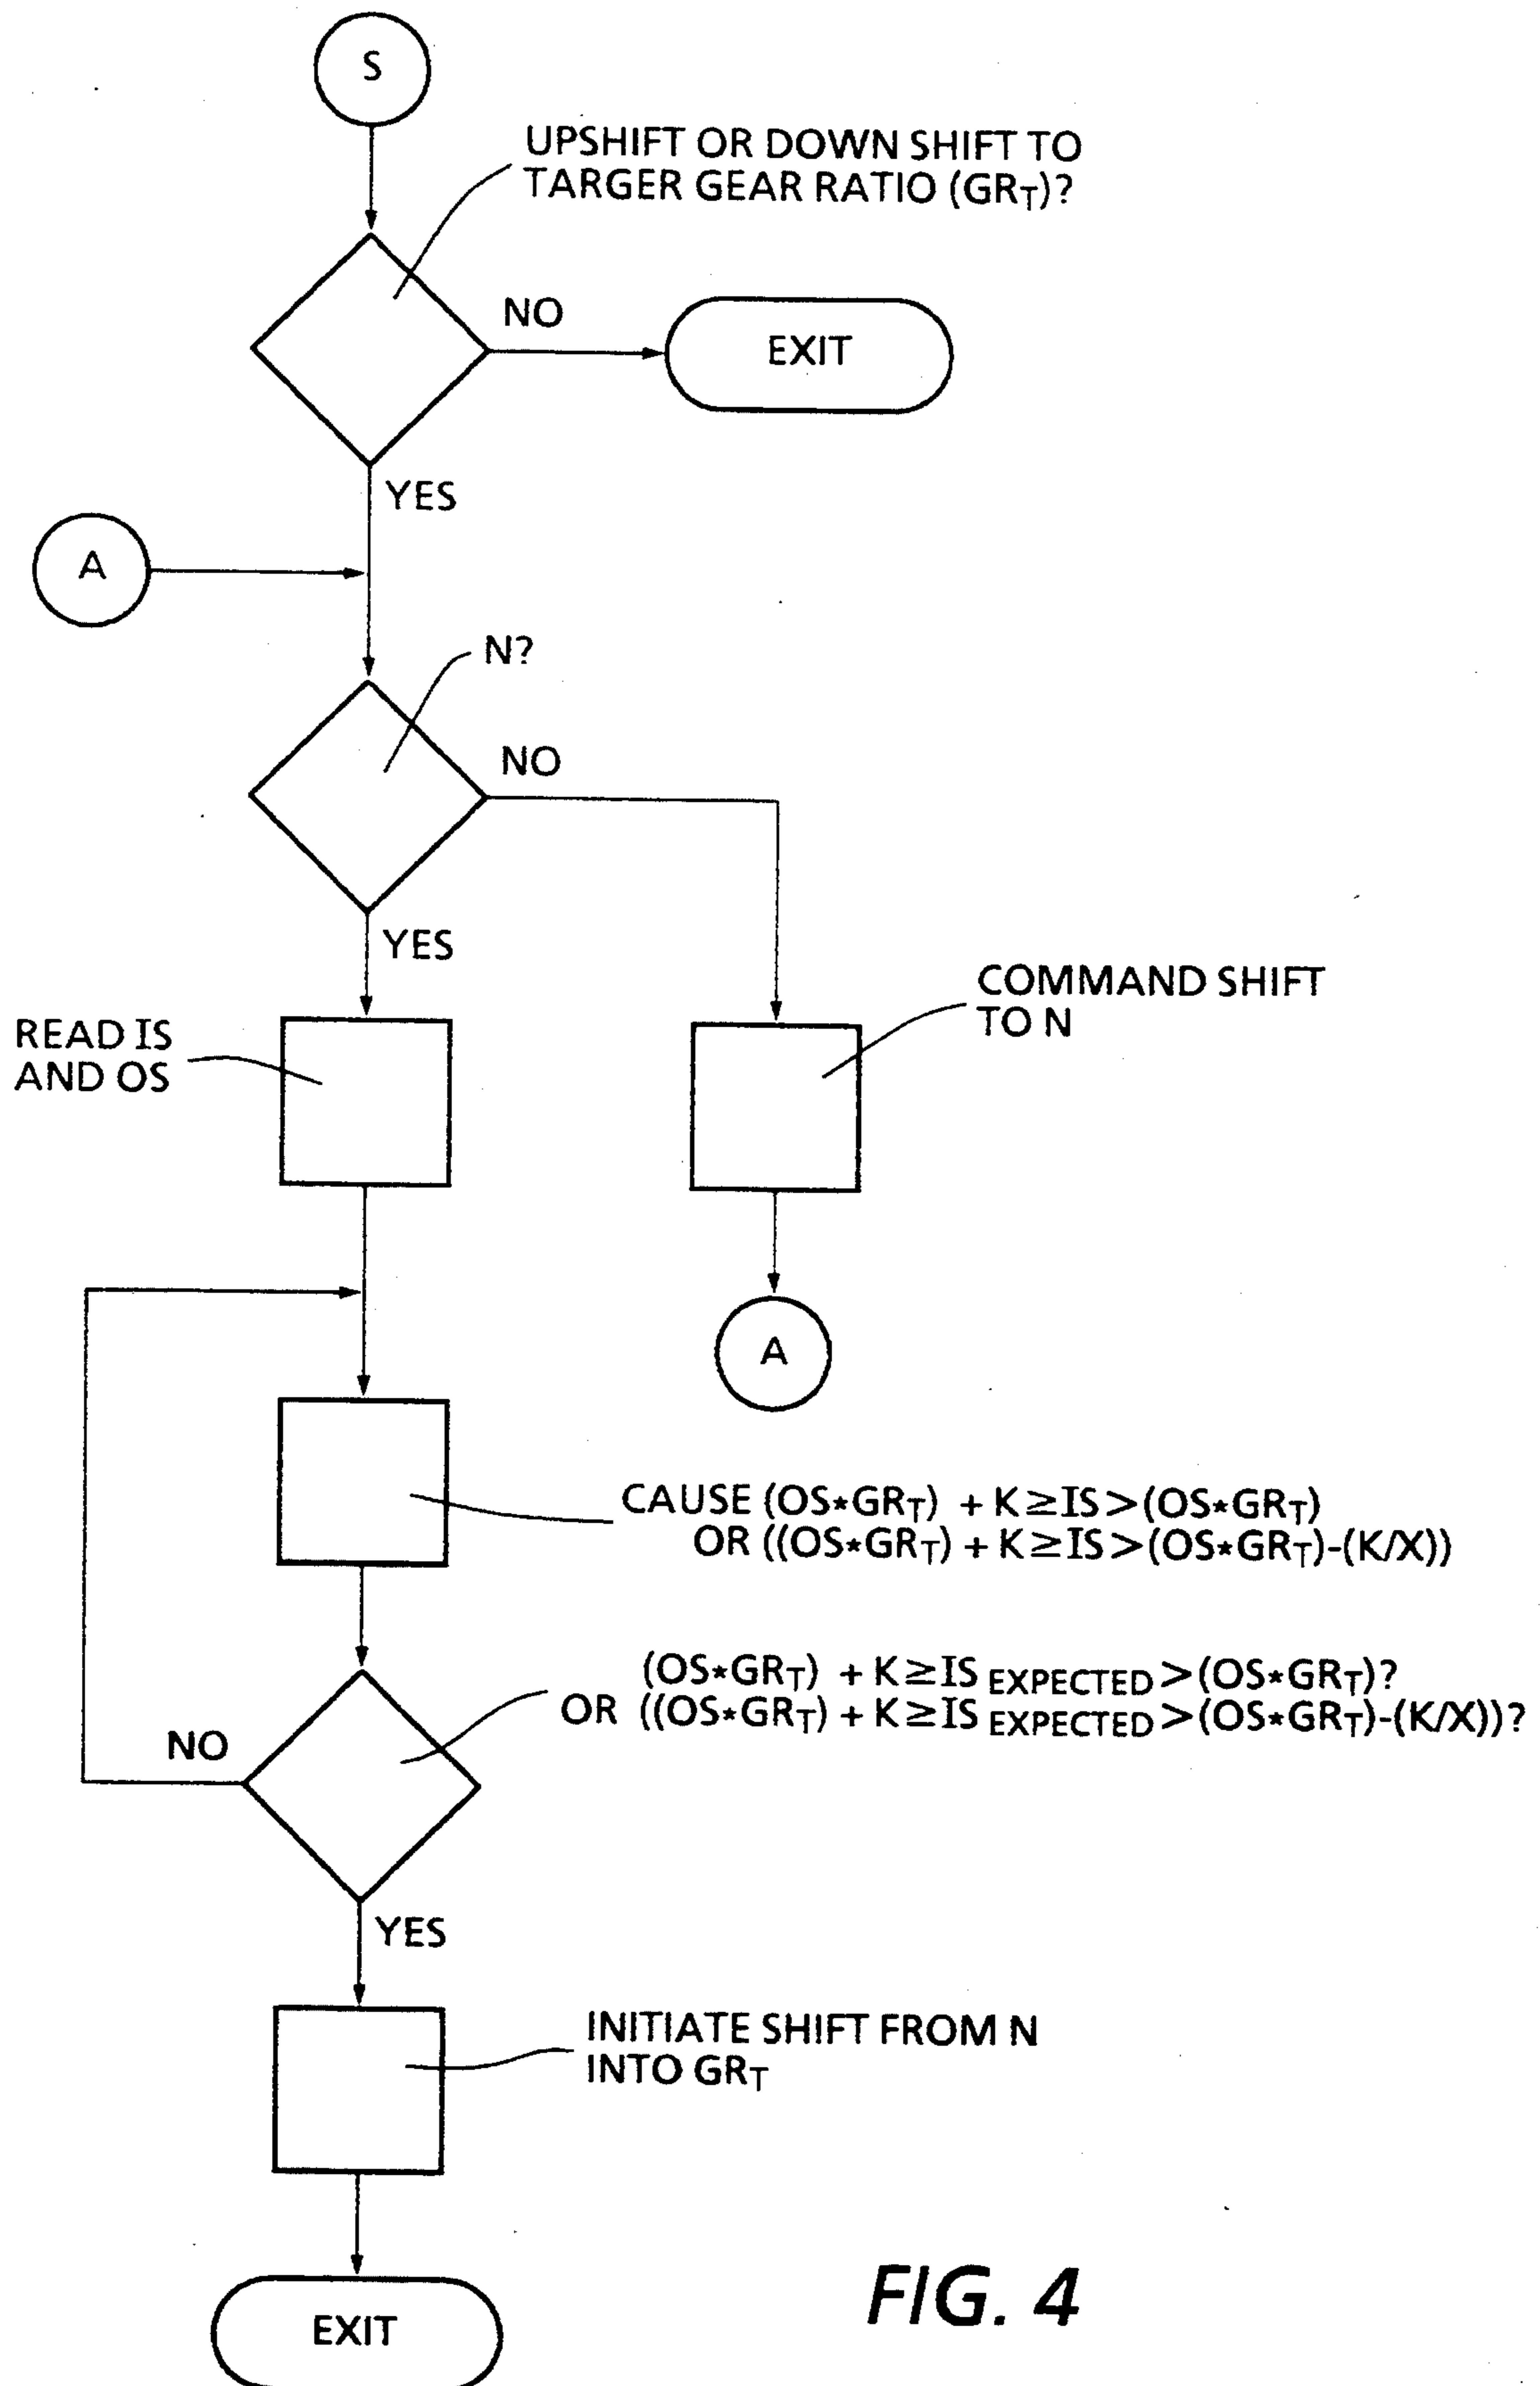 S
UPSHIFT OR DOWN SHIFT TO
TARGER GEAR RATIO (GRT)?
NO
EXIT
YES
A
N?
NO
YES
COMMAND SHIFT
TO N
READ IS
AND OS
A
CAUSE (OS*GRT) + K≥IS>(OS*GRT)
OR ((OS*GRT) + K≥IS>(OS*GRT)-(K/X))
(OS*GRT) + K≥IS EXPECTED>(OS*GRT)?
OR ((OS*GRT) + K≥IS EXPECTED>(OS*GRT)-(K/X))?
NO
YES
INITIATE SHIFT FROM N
INTO GRT
EXIT
FIG. 4